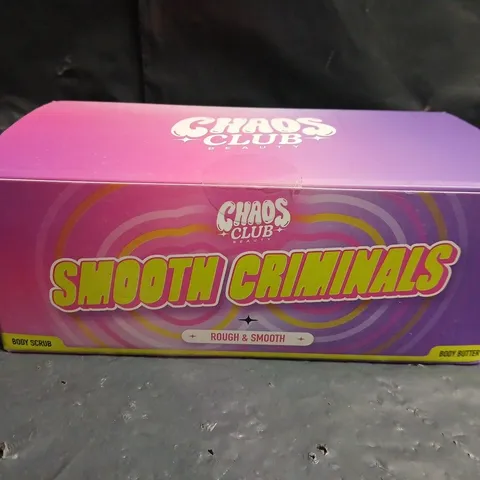 CHAOS
CLUB
BEAUTY
CHAOS
CLUB
BEAUTY
SMOOTH CRIMINALS
ROUGH & SMOOTH
BODY SCRUB
BODY BUTTER